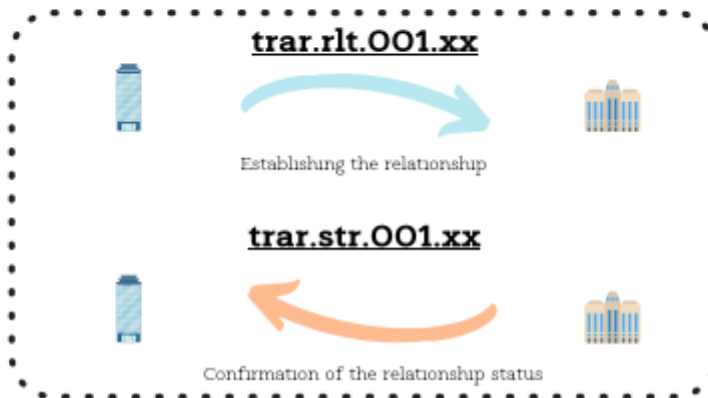 trar.rlt.001.xx
Establishing the relationship
trar.str.001.xx
Confirmation of the relationship status